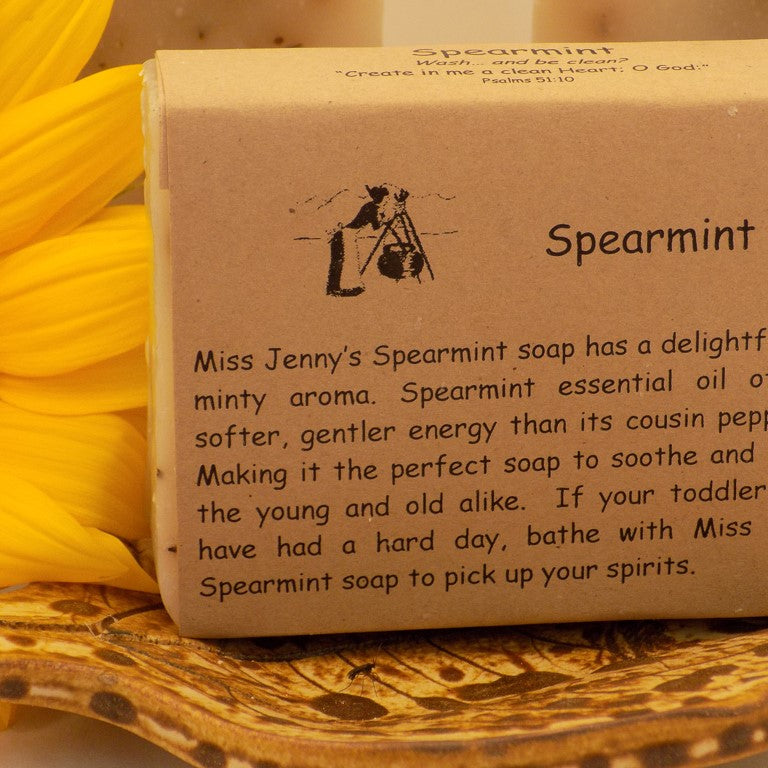 Spearmint
Wash... and be clean?
"Create in me a clean Heart; O God:"
Psalms 51:10
Spearmint
Miss Jenny's Spearmint soap has a delightf
minty aroma. Spearmint essential oil of
softer, gentler energy than its cousin pepp
Making it the perfect soap to soothe and
the young and old alike. If your toddler
have had a hard day, bathe with Miss
Spearmint soap to pick up your spirits.